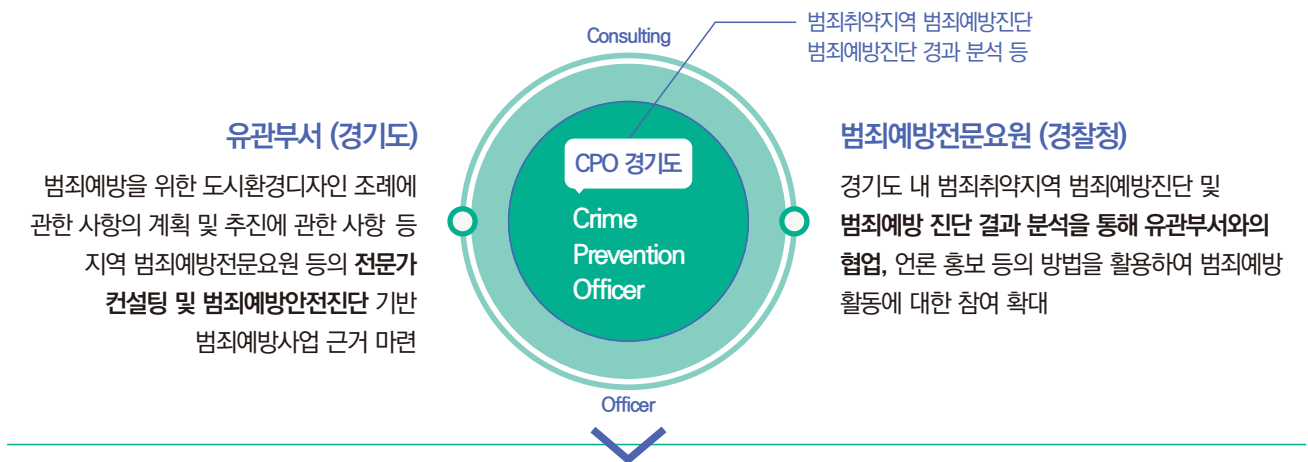 Consulting
범죄취약지역 범죄예방진단
범죄예방진단 경과 분석 등
유관부서 (경기도)
범죄예방을 위한 도시환경디자인 조례에
관한 사항의 계획 및 추진에 관한 사항 등
지역 범죄예방전문요원 등의 전문가
컨설팅 및 범죄예방안전진단 기반
범죄예방사업 근거 마련
CPO 경기도
Crime
Prevention
Officer
범죄예방전문요원 (경찰청)
경기도 내 범죄취약지역 범죄예방진단 및
범죄예방 진단 결과 분석을 통해 유관부서와의
협업, 언론 홍보 등의 방법을 활용하여 범죄예방
활동에 대한 참여 확대
Officer